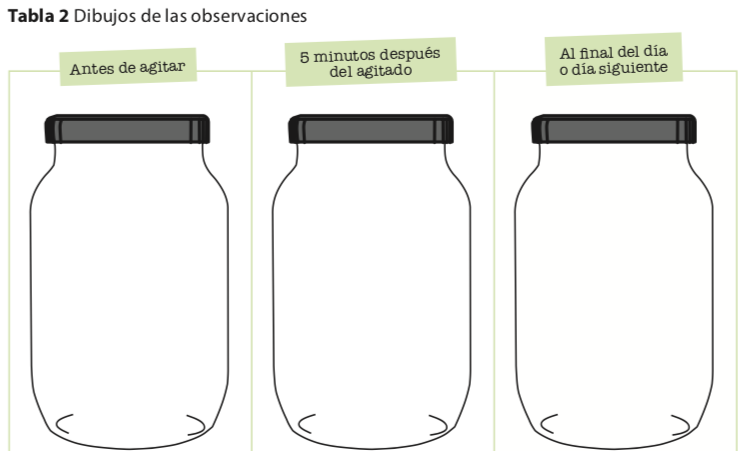 Tabla 2 Dibujos de las observaciones
Antes de agitar
5 minutos después
del agitado
Al final del día
o día siguiente